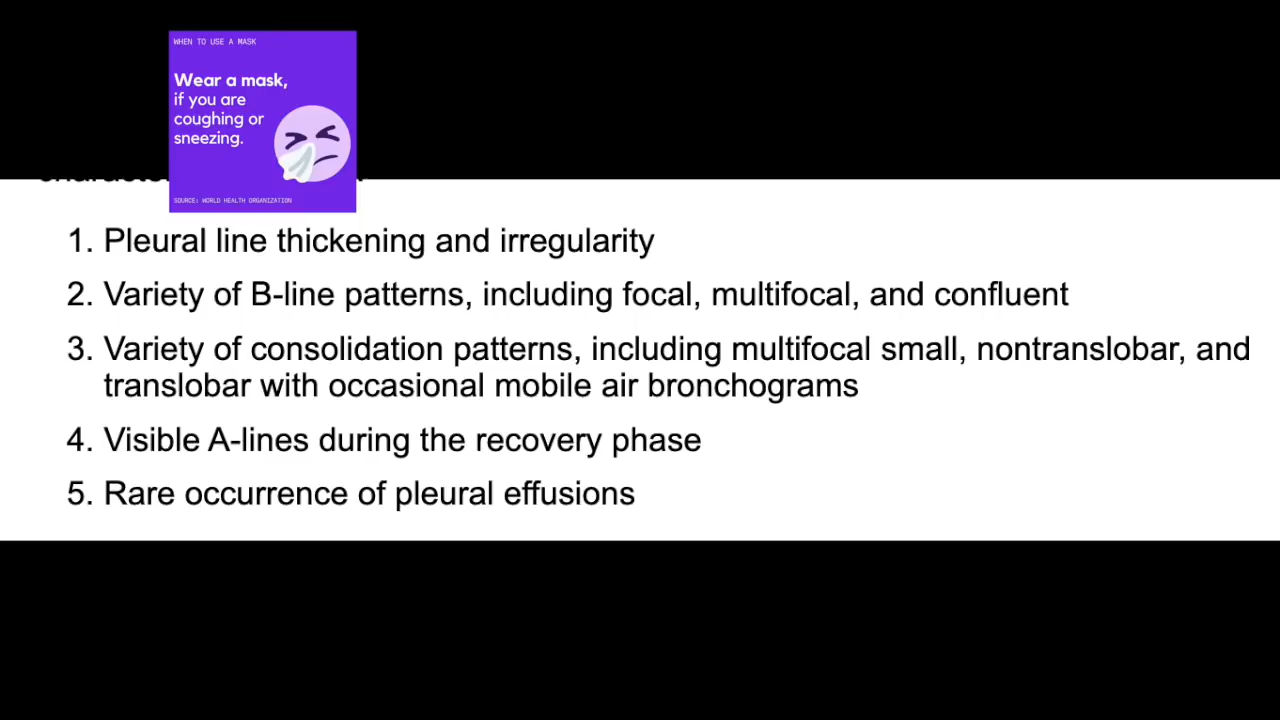 WHEN TO USE A MASK
Wear a mask,
if you are
coughing or
sneezing.
SOURCE: WORLD HEALTH ORGANIZATION
1. Pleural line thickening and irregularity
2. Variety of B-line patterns, including focal, multifocal, and confluent
3. Variety of consolidation patterns, including multifocal small, nontranslobar, and
translobar with occasional mobile air bronchograms
4. Visible A-lines during the recovery phase
5. Rare occurrence of pleural effusions